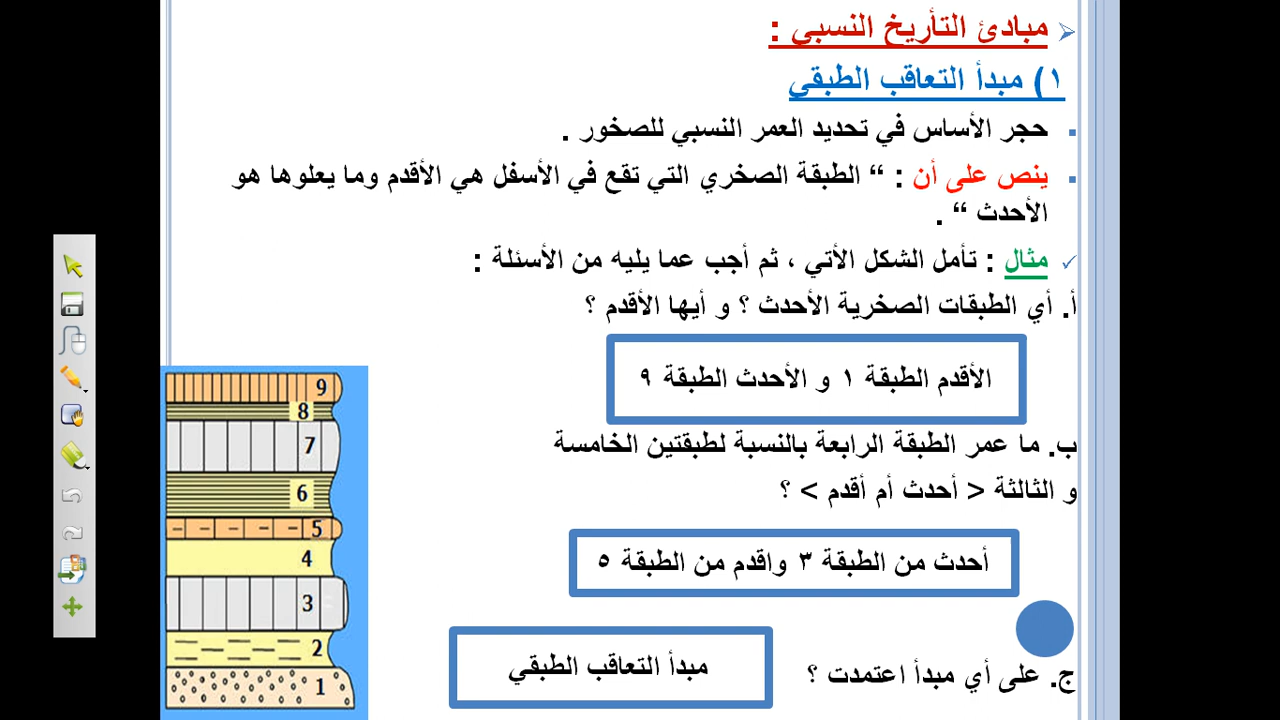 مبادئ التأريخ النسبي :
١) مبدأ التعاقب الطبقي
حجر الأساس في تحديد العمر النسبي للصخور .
ينص على أن : “ الطبقة الصخري التي تقع في الأسفل هي الأقدم وما يعلوها هو
الأحدث “ .
مثال : تأمل الشكل الأتي ، ثم أجب عما يليه من الأسئلة :
أ. أي الطبقات الصخرية الأحدث ؟ و أيها الأقدم ؟
الأقدم الطبقة ١ و الأحدث الطبقة ٩
ب. ما عمر الطبقة الرابعة بالنسبة لطبقتين الخامسة
و الثالثة < أحدث أم أقدم > ؟
أحدث من الطبقة ٣ واقدم من الطبقة ٥
ج. على أي مبدأ اعتمدت ؟
مبدأ التعاقب الطبقي
9
8
7
6
5
4
3
2
1